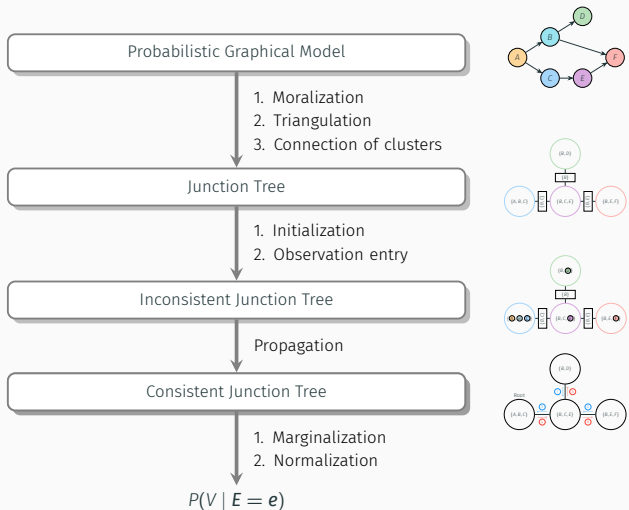 Probabilistic Graphical Model
1. Moralization
2. Triangulation
3. Connection of clusters
Junction Tree
1. Initialization
2. Observation entry
Inconsistent Junction Tree
Propagation
Consistent Junction Tree
1. Marginalization
2. Normalization
P(V | E = e)
D
B
A
F
C
E
{B, D}
{B}
{A, B, C}
{B, C}
{B, C, E}
{B, E}
{B, E, F}
{B}
{B, C}
{B, E}
{B, D}
Root
{A, B, C}
{B, C, E}
{B, E, F}